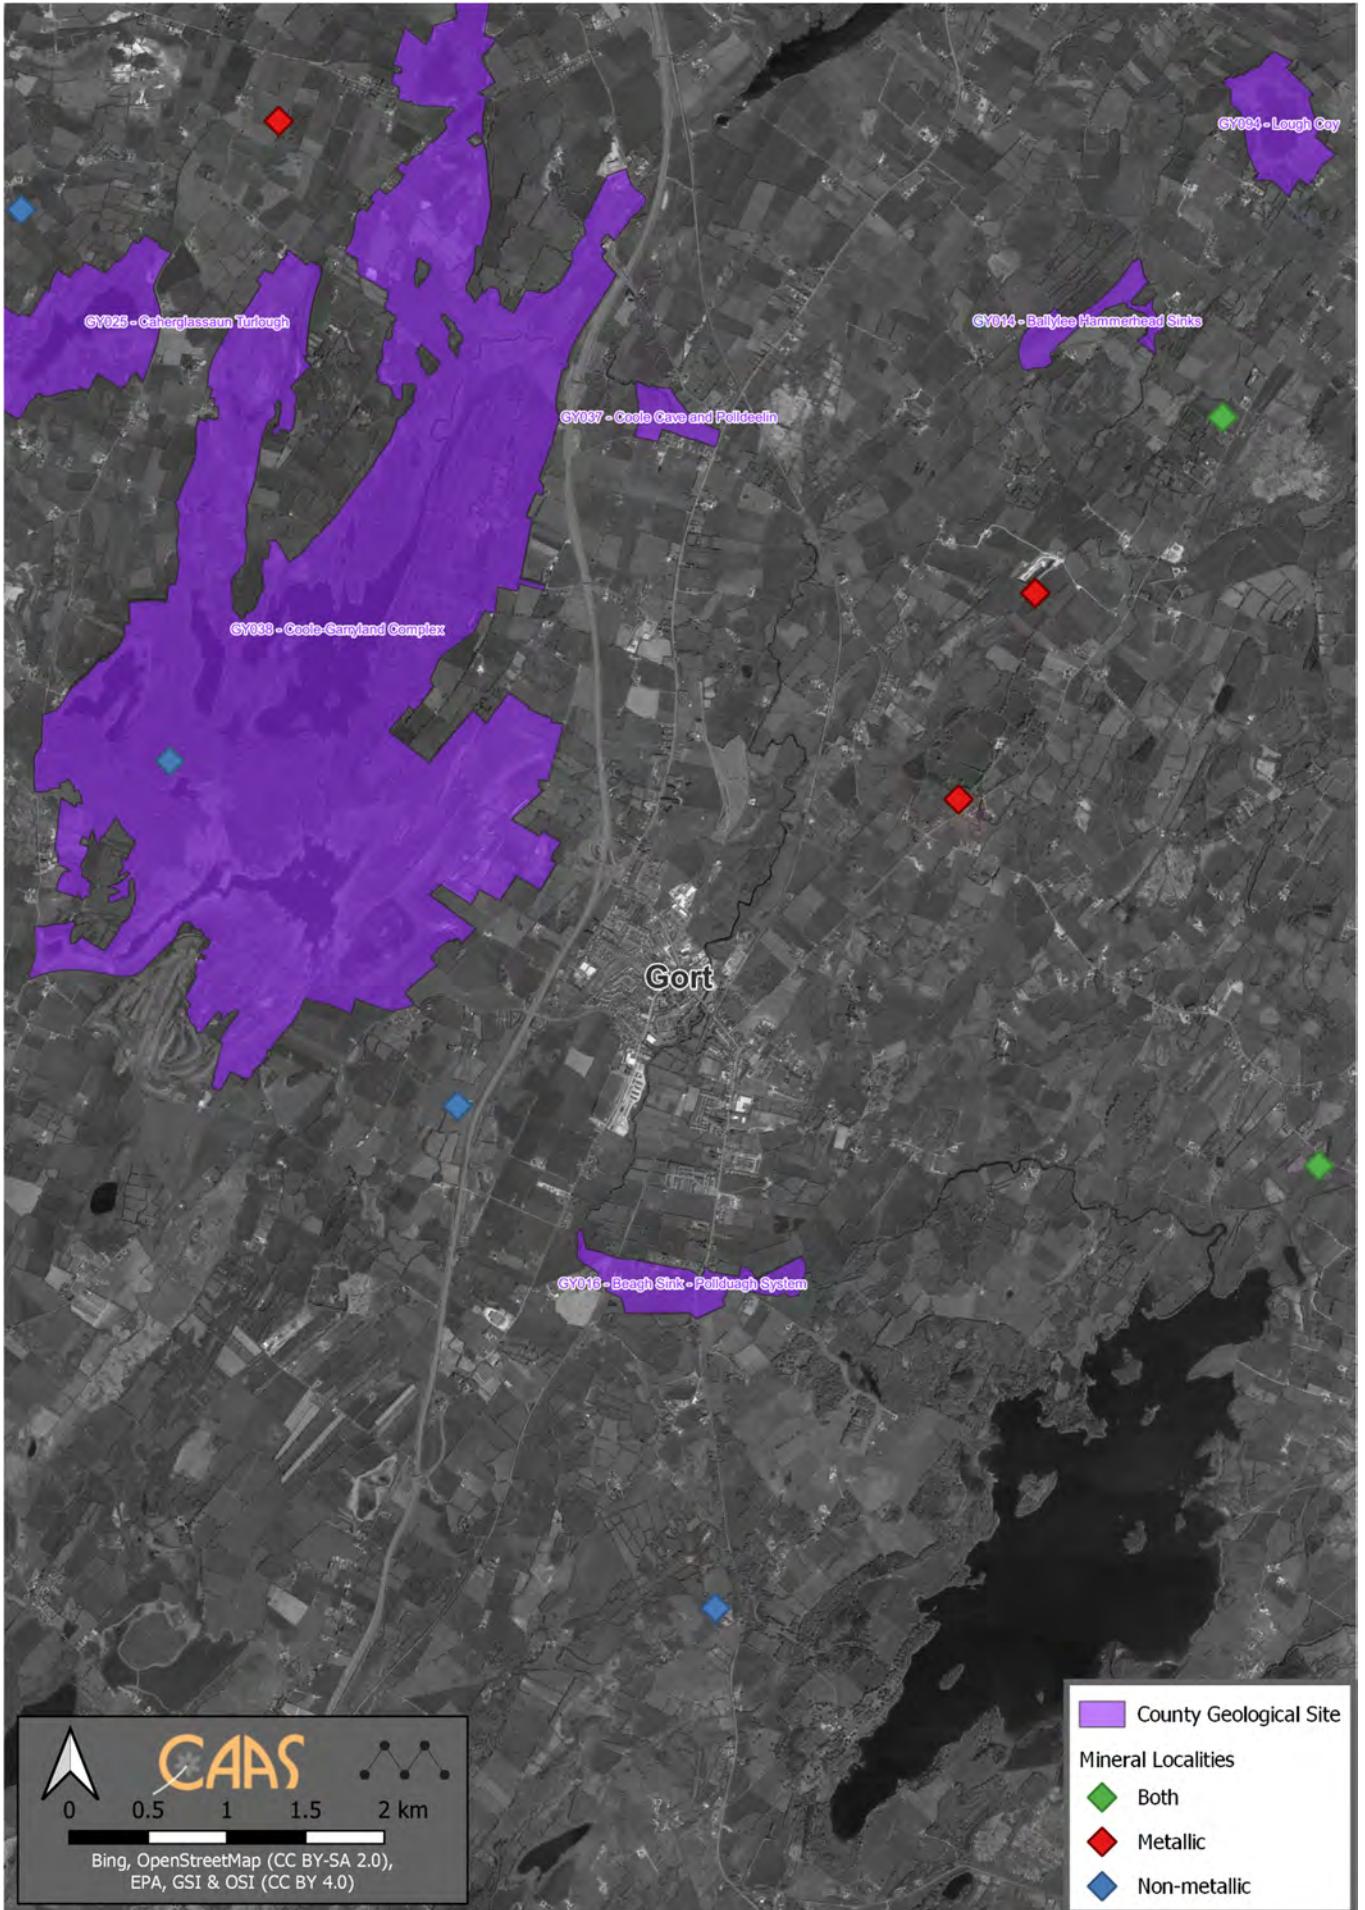 GY094 - Lough Coy
GY025 - Caherglassaun Turlough
GY014 - Ballylee Hammerhead Sinks
GY037 - Coole Cave and Polldeelin
GY038 - Coole-Garryland Complex
Gort
GY016 - Beagh Sink - Pollduagh System
CAAS
0 0.5 1 1.5 2 km
Bing, OpenStreetMap (CC BY-SA 2.0),
EPA, GSI & OSI (CC BY 4.0)
County Geological Site
Mineral Localities
Both
Metallic
Non-metallic